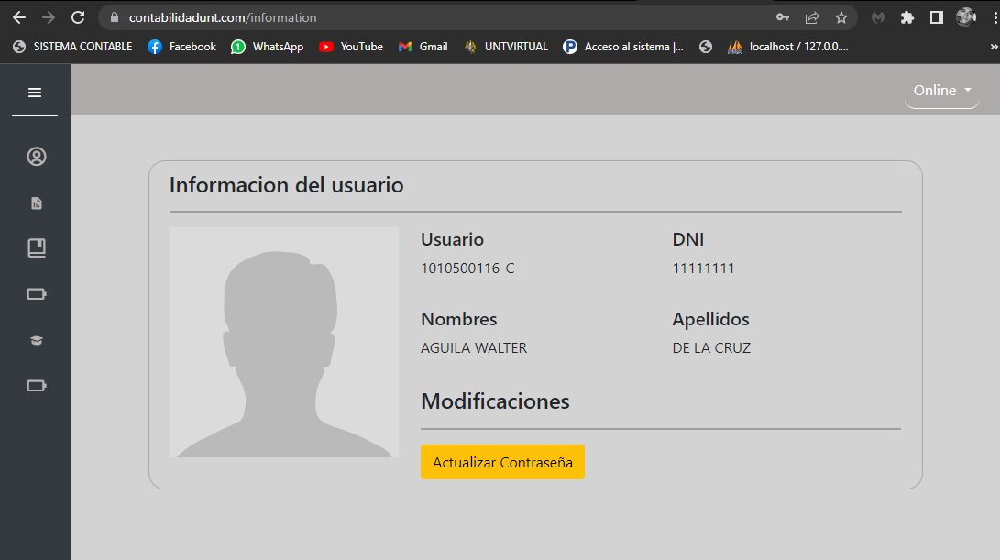 contabilidadunt.com/information
SISTEMA CONTABLE Facebook WhatsApp YouTube Gmail UNTVIRTUAL Acceso al sistema |... localhost / 127.0.0.... »
Online
Informacion del usuario
Usuario DNI
1010500116-C 11111111
Nombres Apellidos
AGUILA WALTER DE LA CRUZ
Modificaciones
Actualizar Contraseña